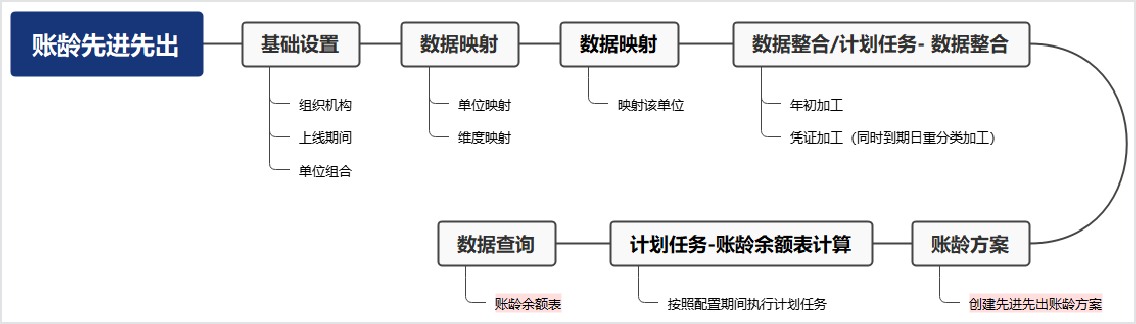 账龄先进先出
基础设置
组织机构
上线期间
单位组合
数据映射
单位映射
维度映射
数据映射
映射该单位
数据整合/计划任务- 数据整合
年初加工
凭证加工（同时到期日重分类加工）
账龄方案
创建先进先出账龄方案
计划任务-账龄余额表计算
按照配置期间执行计划任务
数据查询
账龄余额表